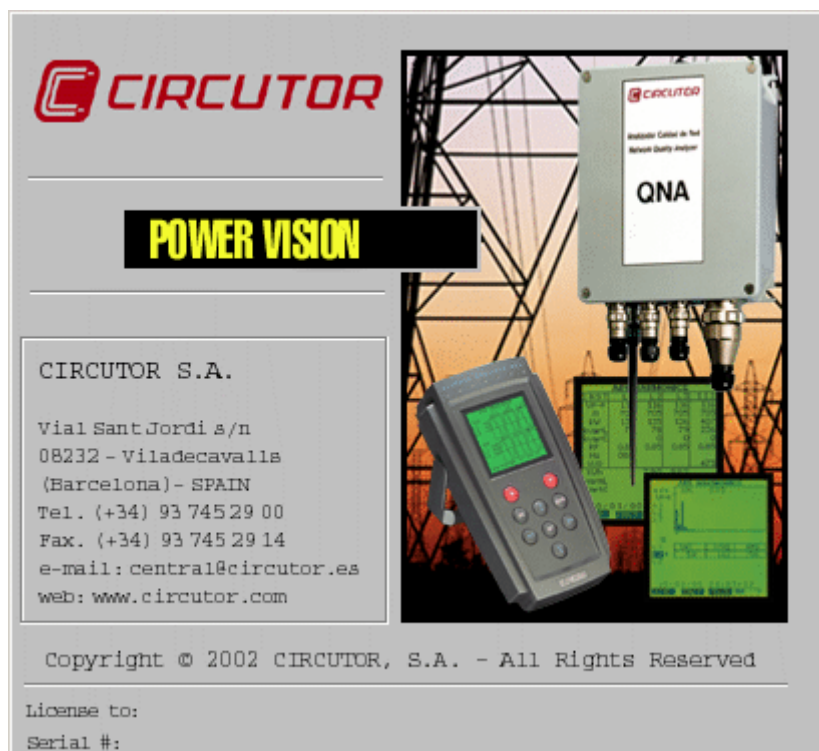 CIRCUTOR
POWER VISION
CIRCUTOR
Analizador Calidad de Red
Network Quality Analyzer
QNA
CIRCUTOR S.A.
Vial Sant Jordi s/n
08232 - Viladecavalls
(Barcelona) - SPAIN
Tel. (+34) 93 745 29 00
Fax. (+34) 93 745 29 14
e-mail: central@circutor.es
web: www.circutor.com
Copyright © 2002 CIRCUTOR, S.A. - All Rights Reserved
License to:
Serial #: